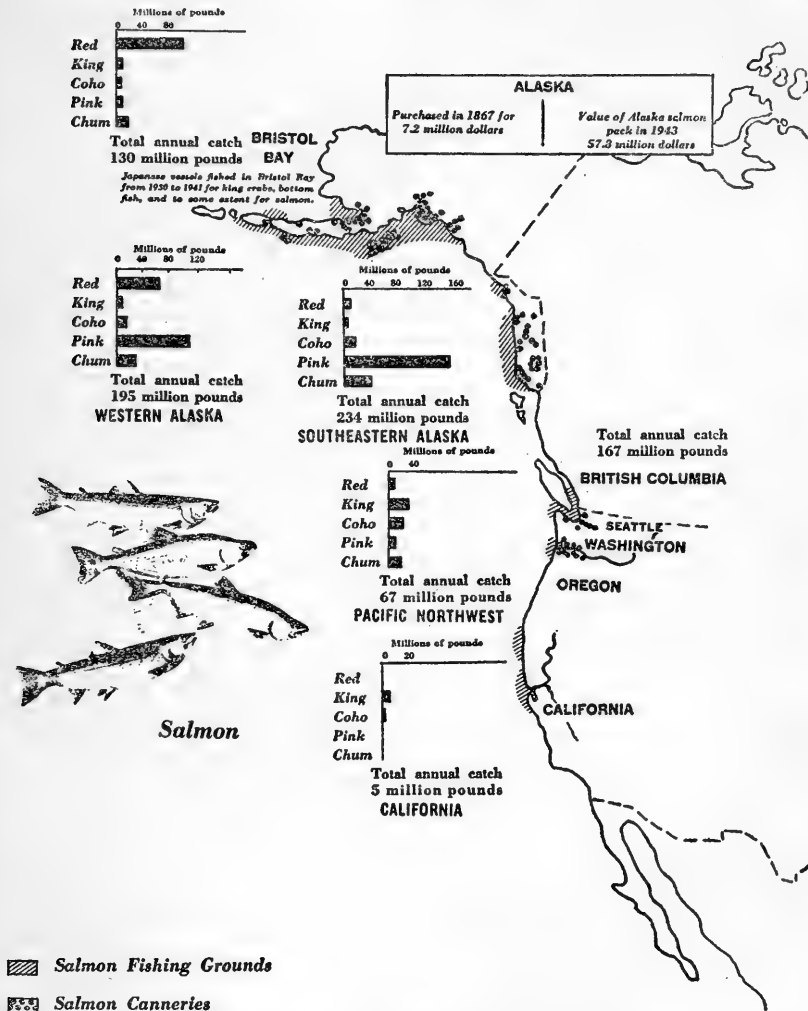 Millions of pounds
0 40 80
Red
King
Coho
Pink
Chum
Total annual catch
130 million pounds
BRISTOL
BAY
Japanese vessels fished in Bristol Bay
from 1930 to 1941 for king crabs, bottom
fish, and to some extent for salmon.
ALASKA
Purchased in 1867 for
7.2 million dollars
Value of Alaska salmon
pack in 1943
57.3 million dollars
Millions of pounds
0 40 80 120
Red
King
Coho
Pink
Chum
Total annual catch
195 million pounds
WESTERN ALASKA
Millions of pounds
0 40 80 120 160
Red
King
Coho
Pink
Chum
Total annual catch
234 million pounds
SOUTHEASTERN ALASKA
Total annual catch
167 million pounds
BRITISH COLUMBIA
SEATTLE
WASHINGTON
OREGON
Millions of pounds
0 40
Red
King
Coho
Pink
Chum
Total annual catch
67 million pounds
PACIFIC NORTHWEST
Millions of pounds
0 20
Red
King
Coho
Pink
Chum
Total annual catch
5 million pounds
CALIFORNIA
CALIFORNIA
Salmon
Salmon Fishing Grounds
Salmon Canneries